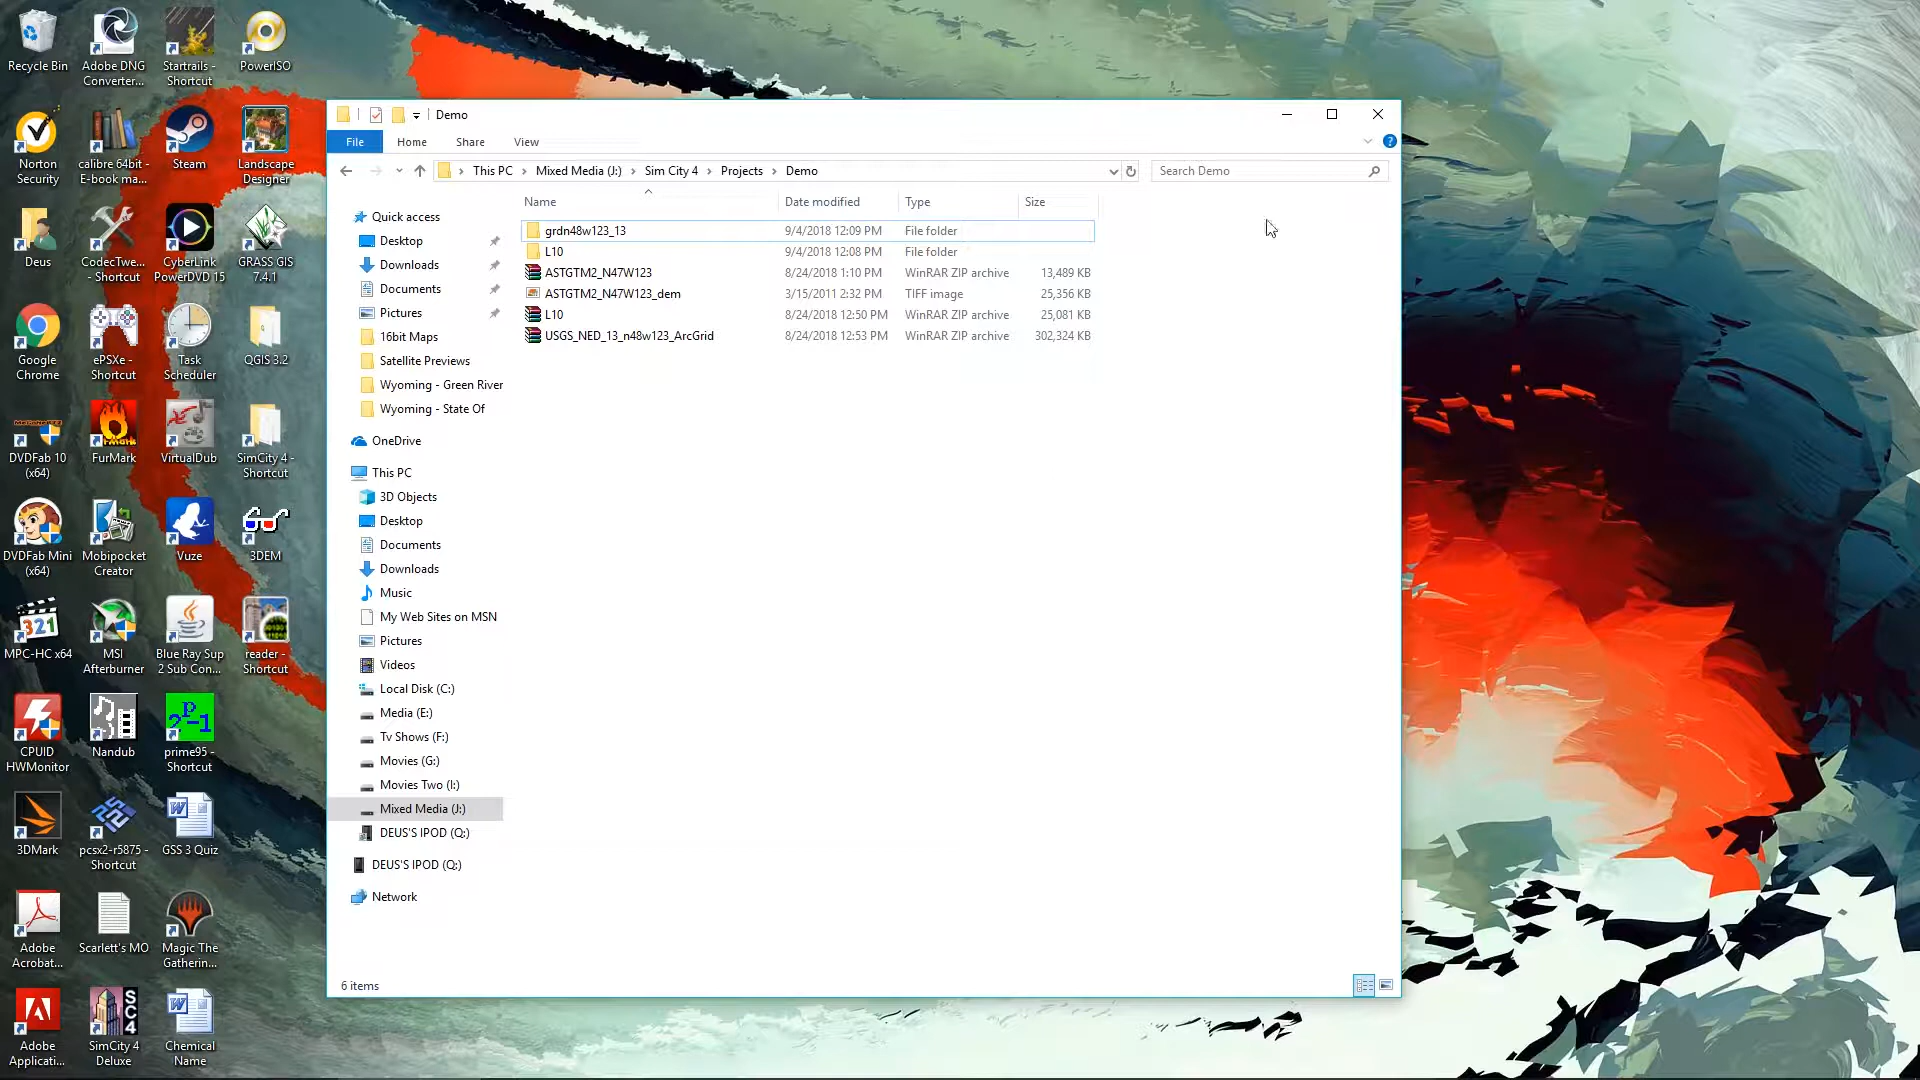 Recycle Bin
Adobe DNG
Converter...
Startrails -
Shortcut
PowerISO
Norton
Security
calibre 64bit -
E-book ma...
Steam
Landscape
Designer
Deus
CodecTwe...
- Shortcut
CyberLink
PowerDVD 15
GRASS GIS
7.4.1
Google
Chrome
ePSXe -
Shortcut
Task
Scheduler
QGIS 3.2
DVDFab 10
(x64)
FurMark
VirtualDub
SimCity 4 -
Shortcut
DVDFab Mini
(x64)
Mobipocket
Creator
Vuze
3DEM
321
MPC-HC x64
MSI
Afterburner
Blue Ray Sup
2 Sub Con...
reader -
Shortcut
CPUID
HWMonitor
Nandub
2p-1
prime95 -
Shortcut
3DMark
pcsx2-r5875 -
Shortcut
GSS 3 Quiz
Adobe
Acrobat...
Scarlett's MO
Magic The
Gatherin...
Adobe
Applicati...
SC4
SimCity 4
Deluxe
Chemical
Name
Demo
File Home Share View
This PC > Mixed Media (J:) > Sim City 4 > Projects > Demo
Search Demo
Name Date modified Type Size
grdn48w123_13 9/4/2018 12:09 PM File folder
L10 9/4/2018 12:08 PM File folder
ASTGTM2_N47W123 8/24/2018 1:10 PM WinRAR ZIP archive 13,489 KB
ASTGTM2_N47W123_dem 3/15/2011 2:32 PM TIFF image 25,356 KB
L10 8/24/2018 12:50 PM WinRAR ZIP archive 25,081 KB
USGS_NED_13_n48w123_ArcGrid 8/24/2018 12:53 PM WinRAR ZIP archive 302,324 KB
Quick access
Desktop
Downloads
Documents
Pictures
16bit Maps
Satellite Previews
Wyoming - Green River
Wyoming - State Of
OneDrive
This PC
3D Objects
Desktop
Documents
Downloads
Music
My Web Sites on MSN
Pictures
Videos
Local Disk (C:)
Media (E:)
Tv Shows (F:)
Movies (G:)
Movies Two (I:)
Mixed Media (J:)
DEUS'S IPOD (Q:)
DEUS'S IPOD (Q:)
Network
6 items